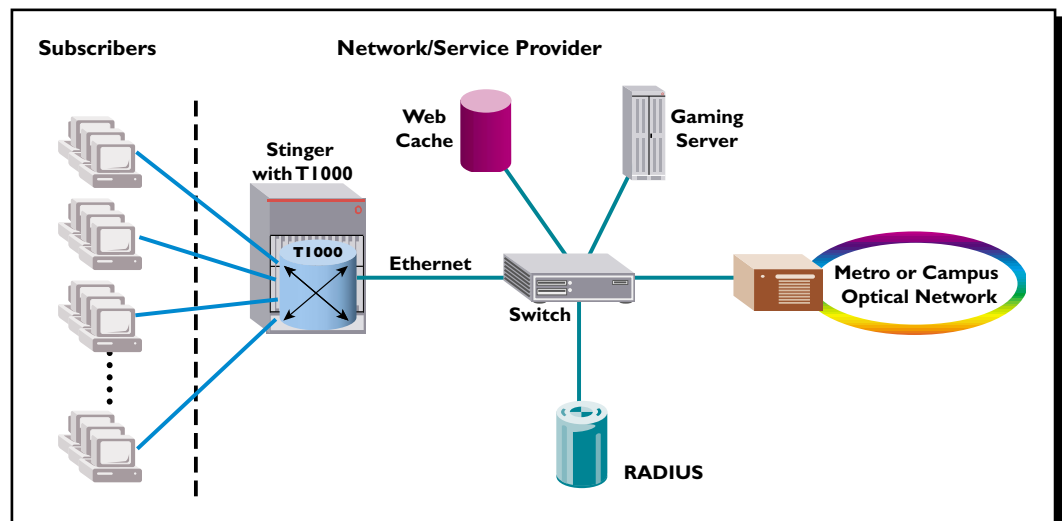 Subscribers
Network/Service Provider
Web
Cache
Gaming
Server
Stinger
with T1000
T1000
Ethernet
Switch
Metro or Campus
Optical Network
RADIUS